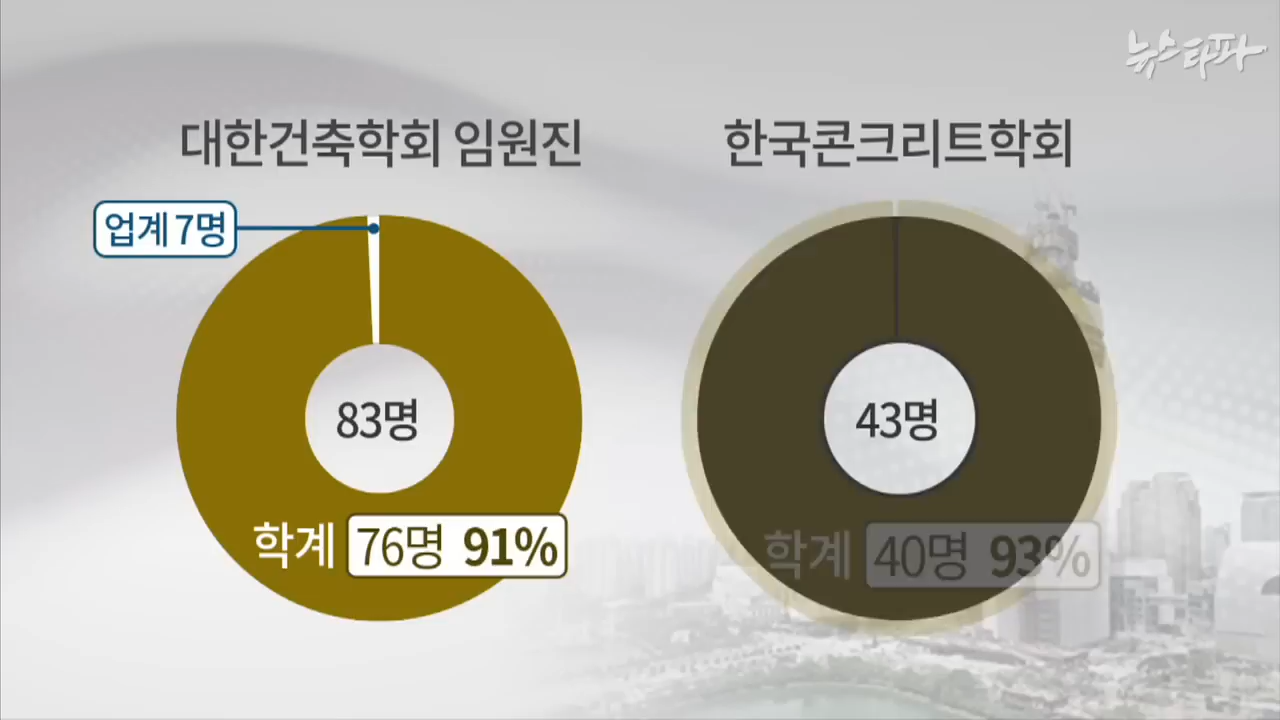 뉴스타파
대한건축학회 임원진
업계 7명
83명
학계 76명 91%
한국콘크리트학회
43명
학계 40명 93%